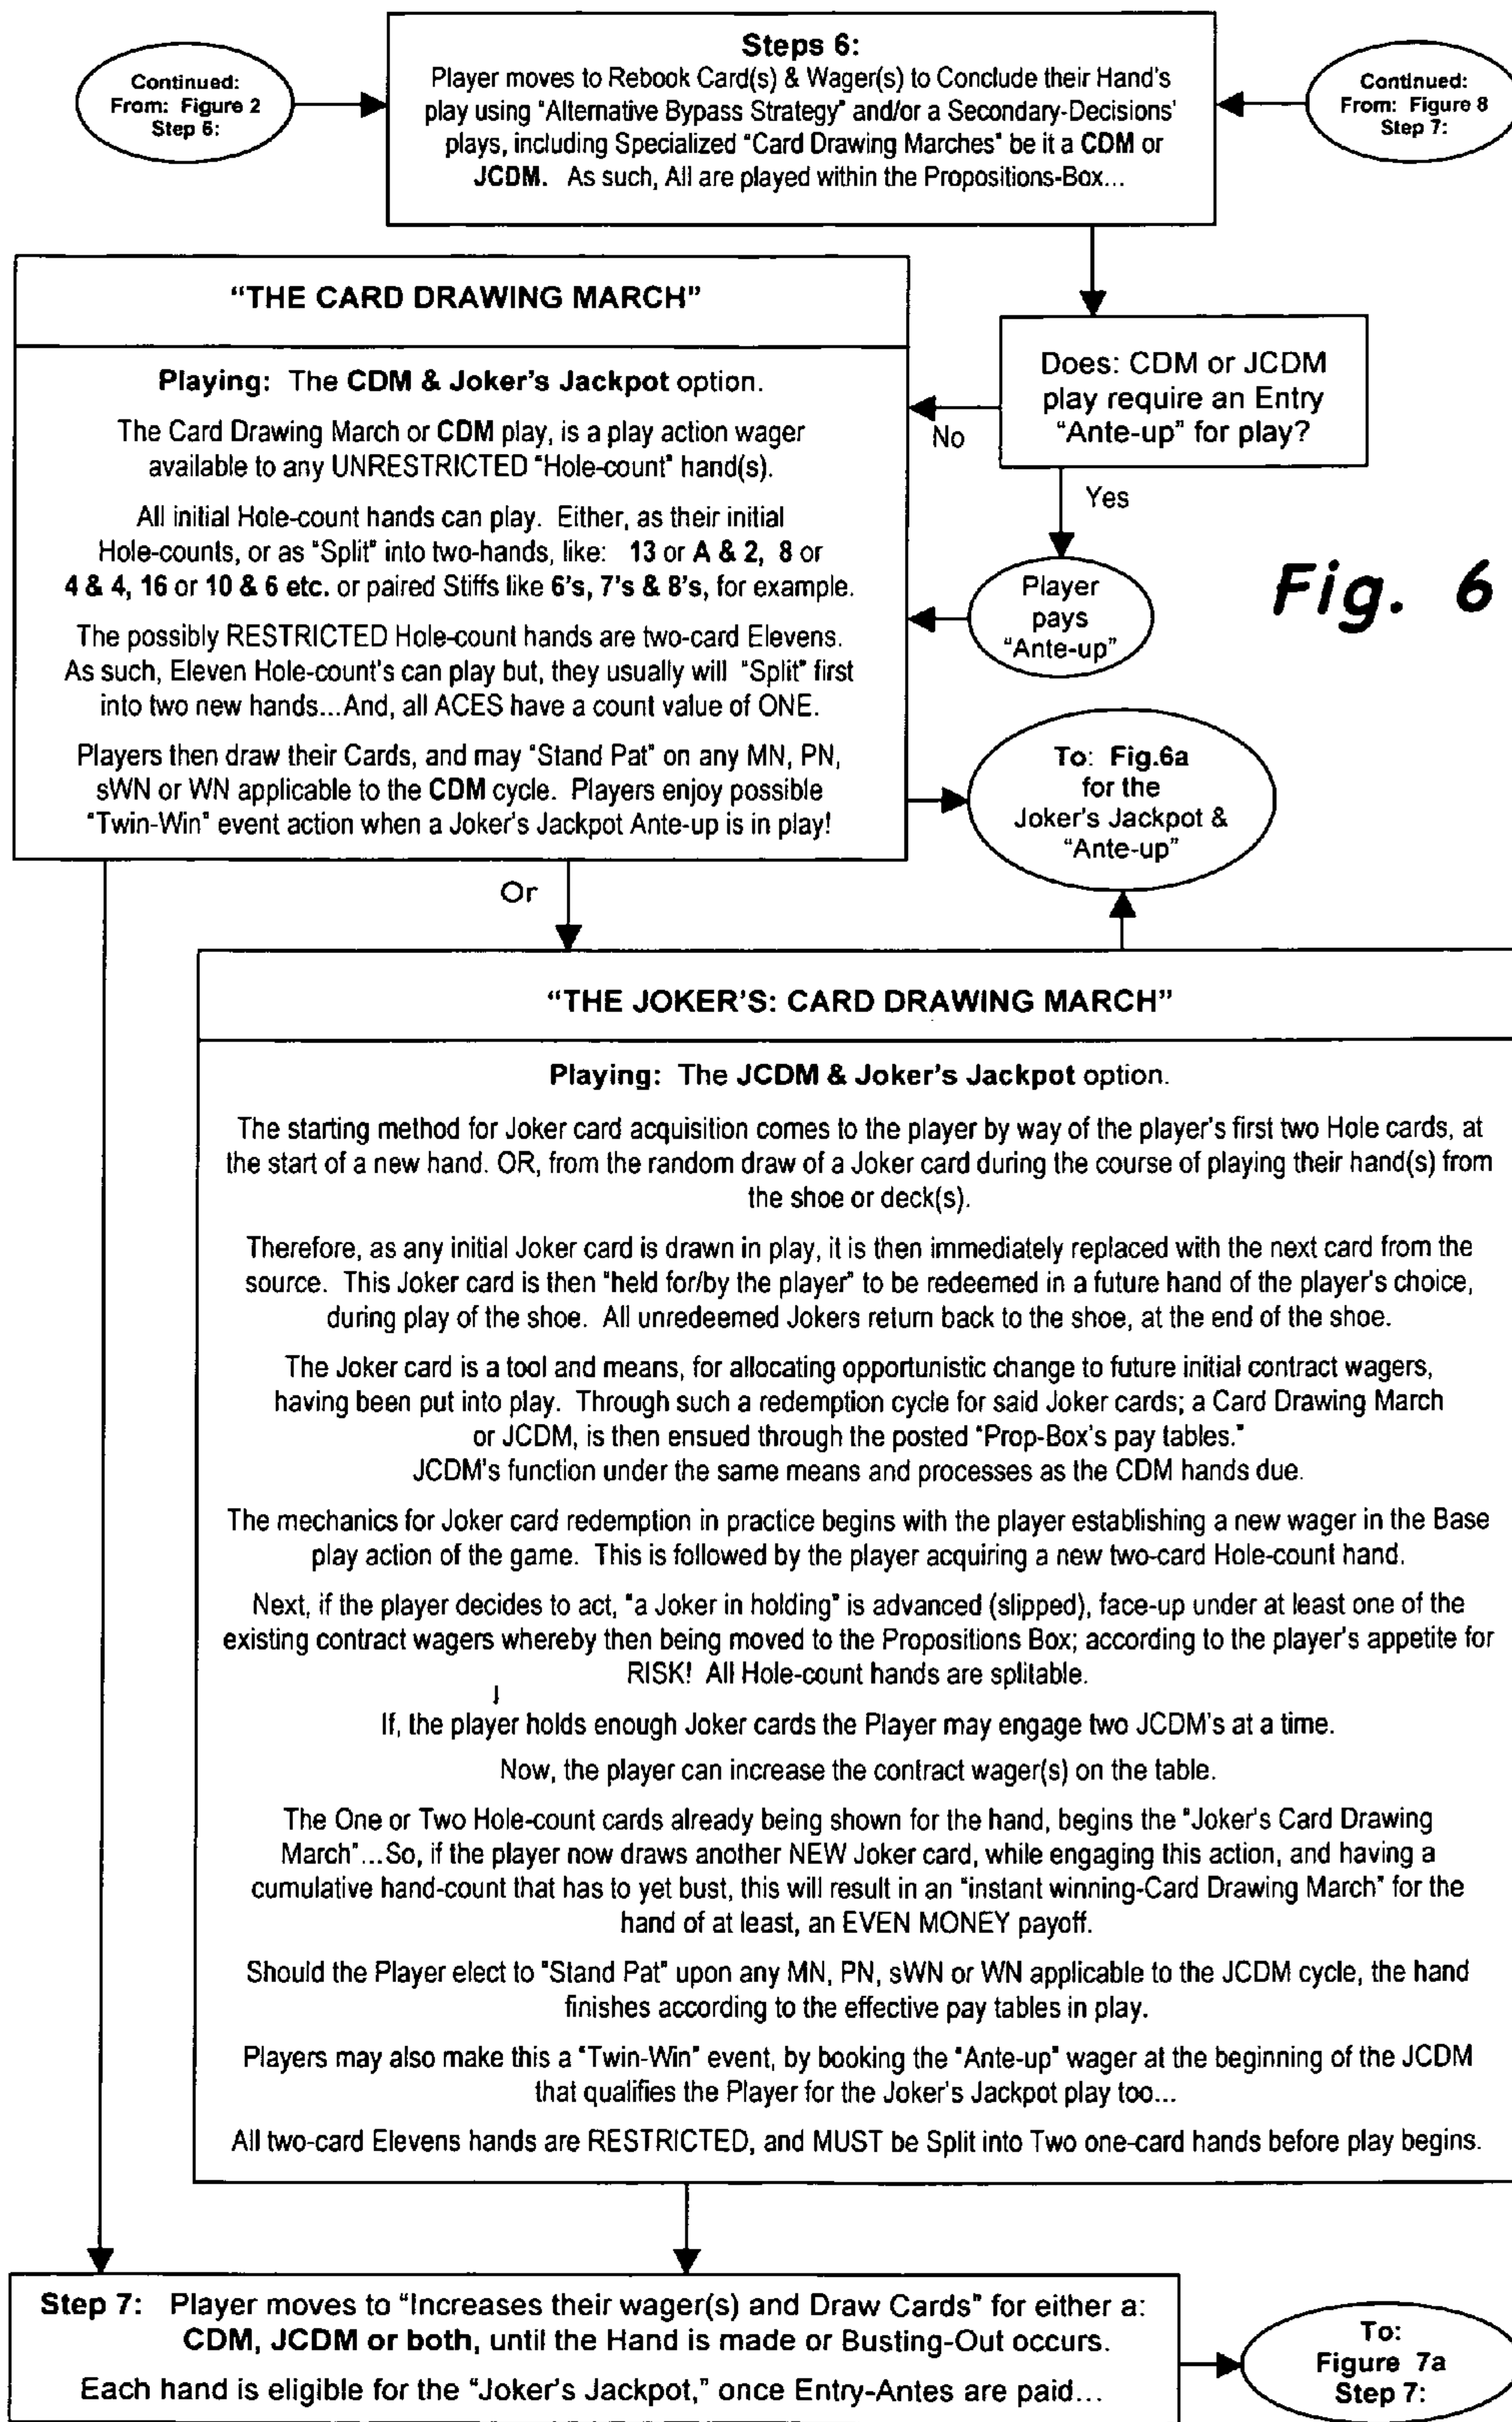 Steps 6:
Player moves to Rebook Card(s) & Wager(s) to Conclude their Hand's
play using "Alternative Bypass Strategy" and/or a Secondary-Decisions'
plays, including Specialized "Card Drawing Marches" be it a CDM or
JCDM. As such, All are played within the Propositions-Box...
Continued:
From: Figure 2
Step 6:
Continued:
From: Figure 8
Step 7:
"THE CARD DRAWING MARCH"
Playing: The CDM & Joker's Jackpot option.
The Card Drawing March or CDM play, is a play action wager
available to any UNRESTRICTED "Hole-count" hand(s).
All initial Hole-count hands can play. Either, as their initial
Hole-counts, or as "Split" into two-hands, like: 13 or A & 2, 8 or
4 & 4, 16 or 10 & 6 etc. or paired Stiffs like 6's, 7's & 8's, for example.
The possibly RESTRICTED Hole-count hands are two-card Elevens.
As such, Eleven Hole-count's can play but, they usually will "Split" first
into two new hands...And, all ACES have a count value of ONE.
Players then draw their Cards, and may "Stand Pat" on any MN, PN,
sWN or WN applicable to the CDM cycle. Players enjoy possible
"Twin-Win" event action when a Joker's Jackpot Ante-up is in play!
Does: CDM or JCDM
play require an Entry
"Ante-up" for play?
No
Yes
Player
pays
"Ante-up"
Fig. 6
To: Fig.6a
for the
Joker's Jackpot &
"Ante-up"
Or
"THE JOKER'S: CARD DRAWING MARCH"
Playing: The JCDM & Joker's Jackpot option.
The starting method for Joker card acquisition comes to the player by way of the player's first two Hole cards, at
the start of a new hand. OR, from the random draw of a Joker card during the course of playing their hand(s) from
the shoe or deck(s).
Therefore, as any initial Joker card is drawn in play, it is then immediately replaced with the next card from the
source. This Joker card is then "held for/by the player" to be redeemed in a future hand of the player's choice,
during play of the shoe. All unredeemed Jokers return back to the shoe, at the end of the shoe.
The Joker card is a tool and means, for allocating opportunistic change to future initial contract wagers,
having been put into play. Through such a redemption cycle for said Joker cards; a Card Drawing March
or JCDM, is then ensued through the posted "Prop-Box's pay tables."
JCDM's function under the same means and processes as the CDM hands due.
The mechanics for Joker card redemption in practice begins with the player establishing a new wager in the Base
play action of the game. This is followed by the player acquiring a new two-card Hole-count hand.
Next, if the player decides to act, "a Joker in holding" is advanced (slipped), face-up under at least one of the
existing contract wagers whereby then being moved to the Propositions Box; according to the player's appetite for
RISK! All Hole-count hands are splitable.
If, the player holds enough Joker cards the Player may engage two JCDM's at a time.
Now, the player can increase the contract wager(s) on the table.
The One or Two Hole-count cards already being shown for the hand, begins the "Joker's Card Drawing
March"...So, if the player now draws another NEW Joker card, while engaging this action, and having a
cumulative hand-count that has to yet bust, this will result in an "instant winning-Card Drawing March" for the
hand of at least, an EVEN MONEY payoff.
Should the Player elect to "Stand Pat" upon any MN, PN, sWN or WN applicable to the JCDM cycle, the hand
finishes according to the effective pay tables in play.
Players may also make this a "Twin-Win" event, by booking the "Ante-up" wager at the beginning of the JCDM
that qualifies the Player for the Joker's Jackpot play too...
All two-card Elevens hands are RESTRICTED, and MUST be Split into Two one-card hands before play begins.
Step 7: Player moves to "Increases their wager(s) and Draw Cards" for either a:
CDM, JCDM or both, until the Hand is made or Busting-Out occurs.
Each hand is eligible for the "Joker's Jackpot," once Entry-Antes are paid...
To:
Figure 7a
Step 7: